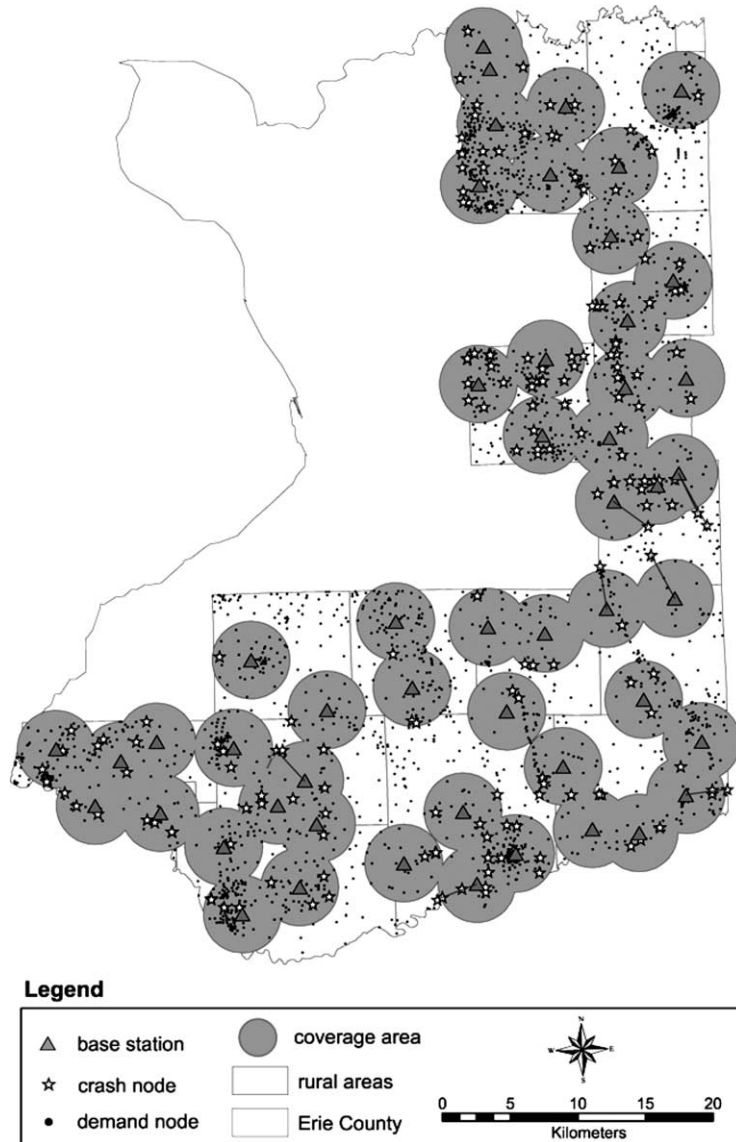 Legend
base station
coverage area
crash node
rural areas
demand node
Erie County
N
W
E
S
0
5
10
15
20
Kilometers